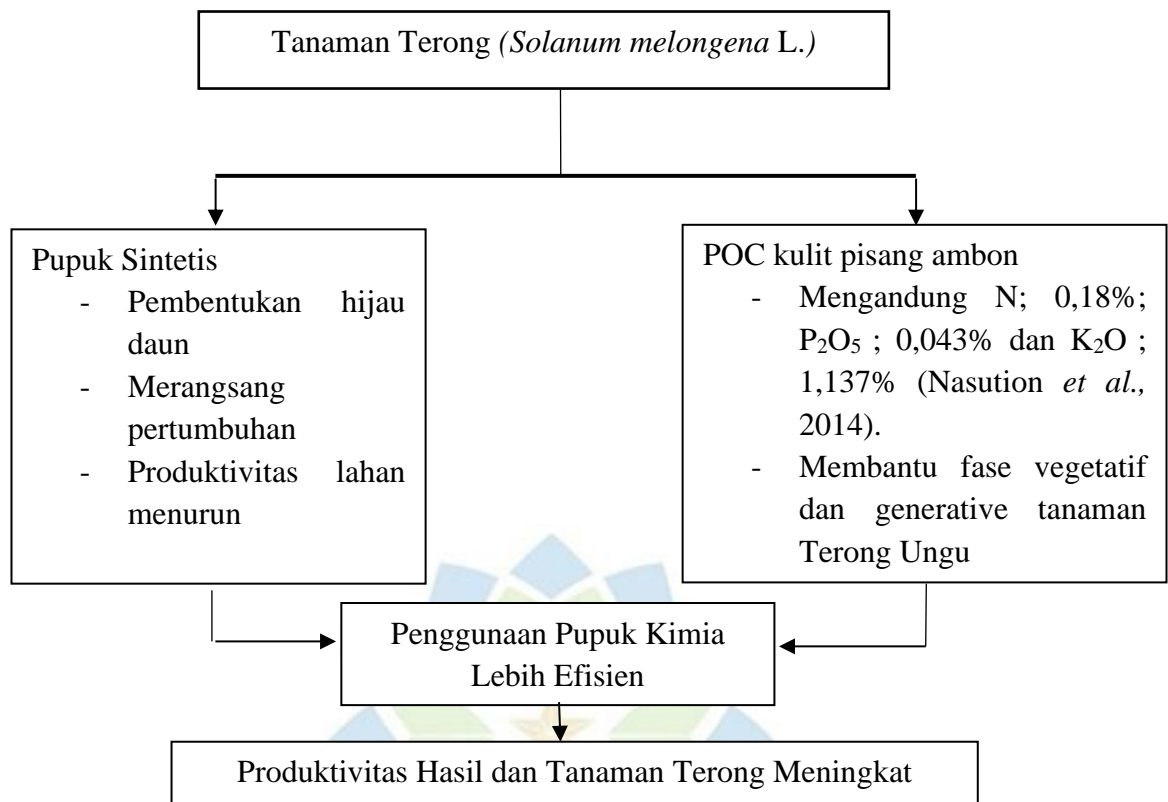 Tanaman Terong (Solanum melongena L.)
Pupuk Sintetis
- Pembentukan hijau
daun
- Merangsang
pertumbuhan
- Produktivitas lahan
menurun
POC kulit pisang ambon
- Mengandung N; 0,18%;
P₂O₅ ; 0,043% dan K₂O ;
1,137% (Nasution et al.,
2014).
- Membantu fase vegetatif
dan generative tanaman
Terong Ungu
Penggunaan Pupuk Kimia
Lebih Efisien
Produktivitas Hasil dan Tanaman Terong Meningkat